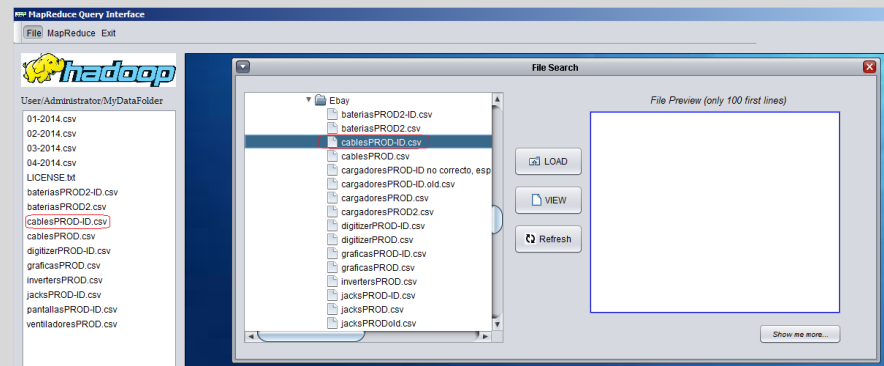 MapReduce Query Interface
File MapReduce Exit
hadoop
User/Administrator/MyDataFolder
01-2014.csv
02-2014.csv
03-2014.csv
04-2014.csv
LICENSE.txt
bateriasPROD2-ID.csv
bateriasPROD2.csv
cablesPROD-ID.csv
cablesPROD.csv
digitizerPROD-ID.csv
graficasPROD.csv
invertersPROD.csv
jacksPROD-ID.csv
pantallasPROD-ID.csv
ventiladoresPROD.csv
File Search
Ebay
bateriasPROD2-ID.csv
bateriasPROD2.csv
cablesPROD-ID.csv
cablesPROD.csv
cargadoresPROD-ID no correcto, esp
cargadoresPROD-ID.old.csv
cargadoresPROD.csv
cargadoresPROD2.csv
digitizerPROD-ID.csv
digitizerPROD.csv
graficasPROD-ID.csv
graficasPROD.csv
invertersPROD.csv
jacksPROD-ID.csv
jacksPROD.csv
jacksPRODold.csv
LOAD
VIEW
Refresh
File Preview (only 100 first lines)
Show me more...